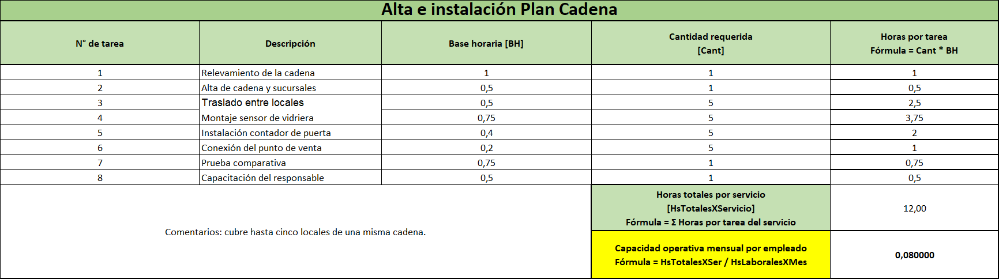 Alta e instalación Plan Cadena
N° de tarea Descripción Base horaria [BH] Cantidad requerida [Cant] Horas por tarea Fórmula = Cant * BH
1 Relevamiento de la cadena 1 1 1
2 Alta de cadena y sucursales 0,5 1 0,5
3 Traslado entre locales 0,5 5 2,5
4 Montaje sensor de vidriera 0,75 5 3,75
5 Instalación contador de puerta 0,4 5 2
6 Conexión del punto de venta 0,2 5 1
7 Prueba comparativa 0,75 1 0,75
8 Capacitación del responsable 0,5 1 0,5
Comentarios: cubre hasta cinco locales de una misma cadena.
Horas totales por servicio
[HsTotalesXServicio]
Fórmula = Σ Horas por tarea del servicio
12,00
Capacidad operativa mensual por empleado
Fórmula = HsTotalesXSer / HsLaboralesXMes
0,080000